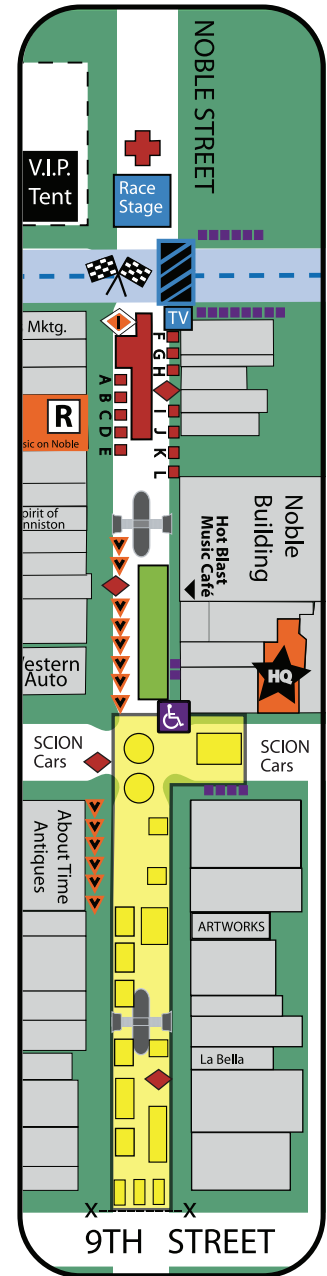 NOBLE STREET
V.I.P.
Tent
Race
Stage
TV
Mktg.
I
F
G
H
A
B
C
D
E
I
J
K
L
R
sic on Noble
pirit of
nniston
Noble
Building
Hot Blast
Music Café
HQ
estern
Auto
SCION
Cars
SCION
Cars
About Time
Antiques
ARTWORKS
La Bella
X
X
9TH STREET